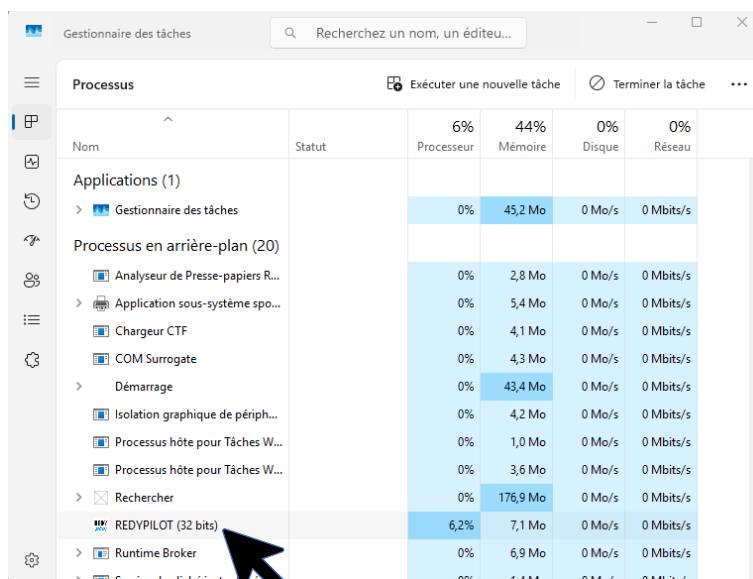 Gestionnaire des tâches
Recherchez un nom, un éditeu...
Processus
Exécuter une nouvelle tâche
Terminer la tâche
6% 44% 0% 0%
Nom Statut Processeur Mémoire Disque Réseau
Applications (1)
Gestionnaire des tâches 0% 45,2 Mo 0 Mo/s 0 Mbits/s
Processus en arrière-plan (20)
Analyseur de Presse-papiers R... 0% 2,8 Mo 0 Mo/s 0 Mbits/s
Application sous-système spo... 0% 5,4 Mo 0 Mo/s 0 Mbits/s
Chargeur CTF 0% 4,1 Mo 0 Mo/s 0 Mbits/s
COM Surrogate 0% 4,3 Mo 0 Mo/s 0 Mbits/s
Démarrage 0% 43,4 Mo 0 Mo/s 0 Mbits/s
Isolation graphique de périph... 0% 4,2 Mo 0 Mo/s 0 Mbits/s
Processus hôte pour Tâches W... 0% 1,0 Mo 0 Mo/s 0 Mbits/s
Processus hôte pour Tâches W... 0% 3,6 Mo 0 Mo/s 0 Mbits/s
Rechercher 0% 176,9 Mo 0 Mo/s 0 Mbits/s
REDYPILOT (32 bits) 6,2% 7,1 Mo 0 Mo/s 0 Mbits/s
Runtime Broker 0% 6,9 Mo 0 Mo/s 0 Mbits/s